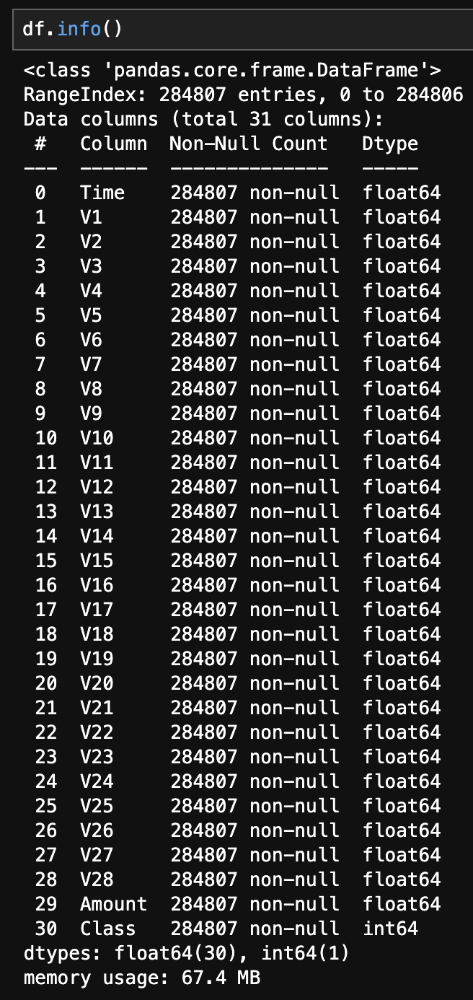 df.info()
<class 'pandas.core.frame.DataFrame'>
RangeIndex: 284807 entries, 0 to 284806
Data columns (total 31 columns):
 #   Column  Non-Null Count   Dtype
---  ------  --------------   -----
 0   Time    284807 non-null  float64
 1   V1      284807 non-null  float64
 2   V2      284807 non-null  float64
 3   V3      284807 non-null  float64
 4   V4      284807 non-null  float64
 5   V5      284807 non-null  float64
 6   V6      284807 non-null  float64
 7   V7      284807 non-null  float64
 8   V8      284807 non-null  float64
 9   V9      284807 non-null  float64
 10  V10     284807 non-null  float64
 11  V11     284807 non-null  float64
 12  V12     284807 non-null  float64
 13  V13     284807 non-null  float64
 14  V14     284807 non-null  float64
 15  V15     284807 non-null  float64
 16  V16     284807 non-null  float64
 17  V17     284807 non-null  float64
 18  V18     284807 non-null  float64
 19  V19     284807 non-null  float64
 20  V20     284807 non-null  float64
 21  V21     284807 non-null  float64
 22  V22     284807 non-null  float64
 23  V23     284807 non-null  float64
 24  V24     284807 non-null  float64
 25  V25     284807 non-null  float64
 26  V26     284807 non-null  float64
 27  V27     284807 non-null  float64
 28  V28     284807 non-null  float64
 29  Amount  284807 non-null  float64
 30  Class   284807 non-null  int64
dtypes: float64(30), int64(1)
memory usage: 67.4 MB